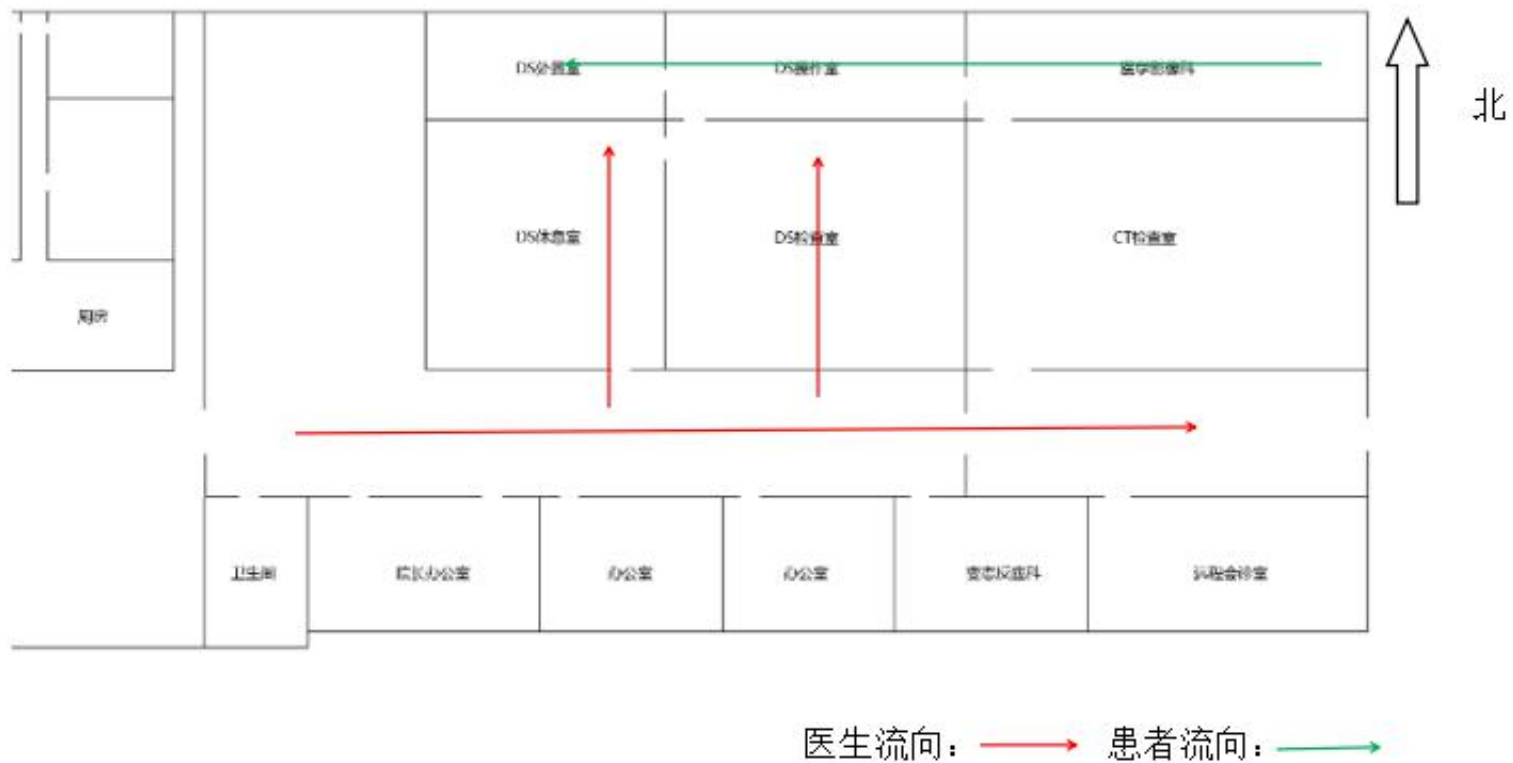 DS处置室
DS操作室
医学影像科
北
DS休息室
DS检查室
CT检查室
厨房
卫生间
院长办公室
办公室
办公室
变态反应科
远程会诊室
医生流向：
患者流向：